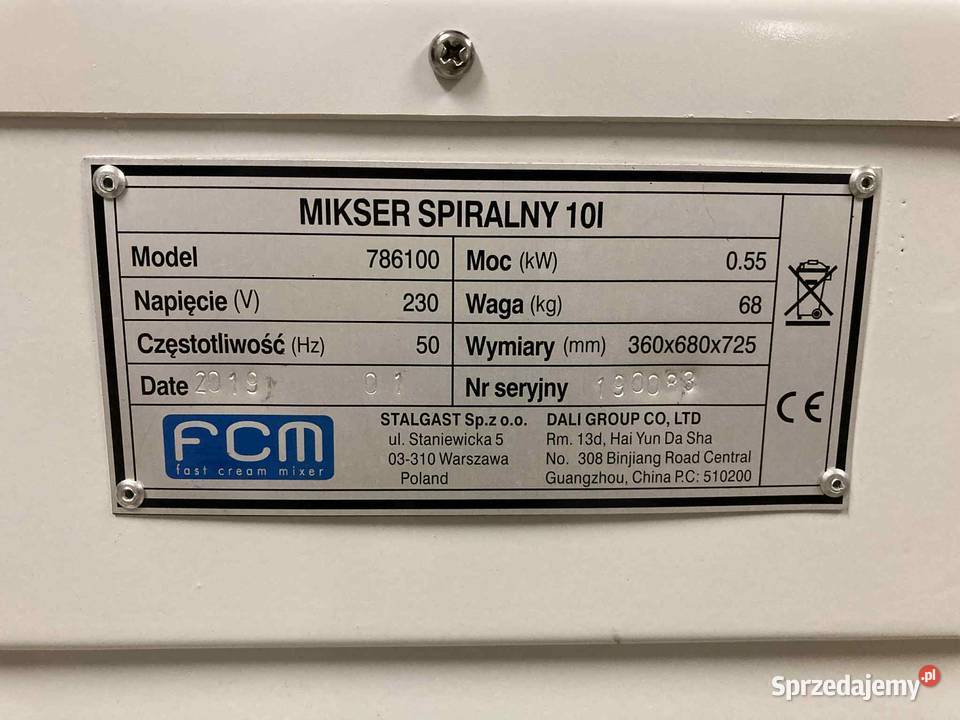 MIKSER SPIRALNY 10l
Model 786100 Moc (kW) 0.55
Napięcie (V) 230 Waga (kg) 68
Częstotliwość (Hz) 50 Wymiary (mm) 360x680x725
Date 2019 01 Nr seryjny
FCM
fast cream mixer
STALGAST Sp.z o.o.
ul. Staniewicka 5
03-310 Warszawa
Poland
DALI GROUP CO, LTD
Rm. 13d, Hai Yun Da Sha
No. 308 Binjiang Road Central
Guangzhou, China P.C: 510200
CE
Sprzedajemy.pl